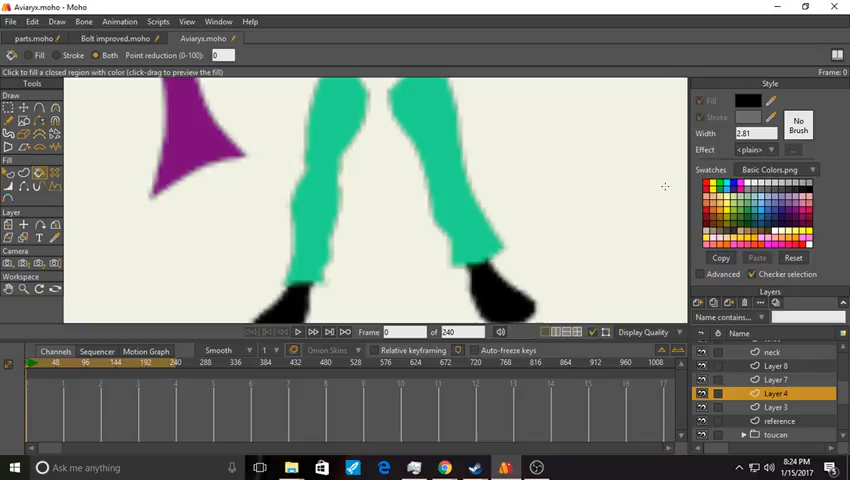 Aviaryx.moho - Moho
File Edit Draw Bone Animation Scripts View Window Help
parts.moho Bolt improved.moho Aviaryx.moho
Fill Stroke Both Point reduction (0-100): 0
Click to fill a closed region with color (click-drag to preview the fill) Frame: 0
Tools
Draw
Fill
Layer
Camera
Workspace
Style
Fill
Stroke
No Brush
Width 2.81
Effect <plain> ...
Swatches Basic Colors.png
Copy Paste Reset
Advanced Checker selection
Layers
Name contains...
Name
neck
Layer 8
Layer 7
Layer 4
Layer 3
reference
toucan
Frame 0 of 240 Display Quality
Channels Sequencer Motion Graph Smooth 1 Onion Skins Relative keyframing Auto-freeze keys
48 96 144 192 240 288 336 384 432 480 528 576 624 672 720 768 816 864 912 960 1008
1 2 3 4 5 6 7 8 9 10 11 12 13 14 15 16 17
Ask me anything
8:24 PM
1/15/2017